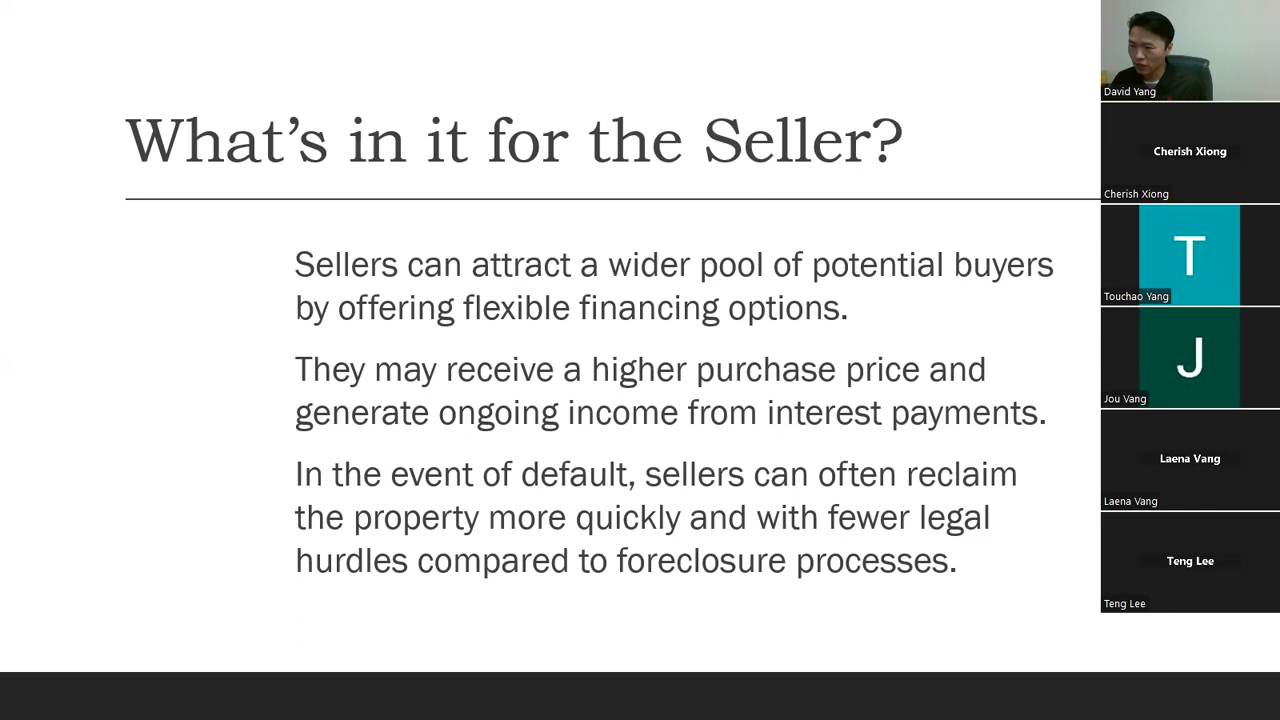 What's in it for the Seller?
Sellers can attract a wider pool of potential buyers
by offering flexible financing options.
They may receive a higher purchase price and
generate ongoing income from interest payments.
In the event of default, sellers can often reclaim
the property more quickly and with fewer legal
hurdles compared to foreclosure processes.
David Yang
Cherish Xiong
Cherish Xiong
T
Touchao Yang
J
Jou Vang
Laena Vang
Laena Vang
Teng Lee
Teng Lee